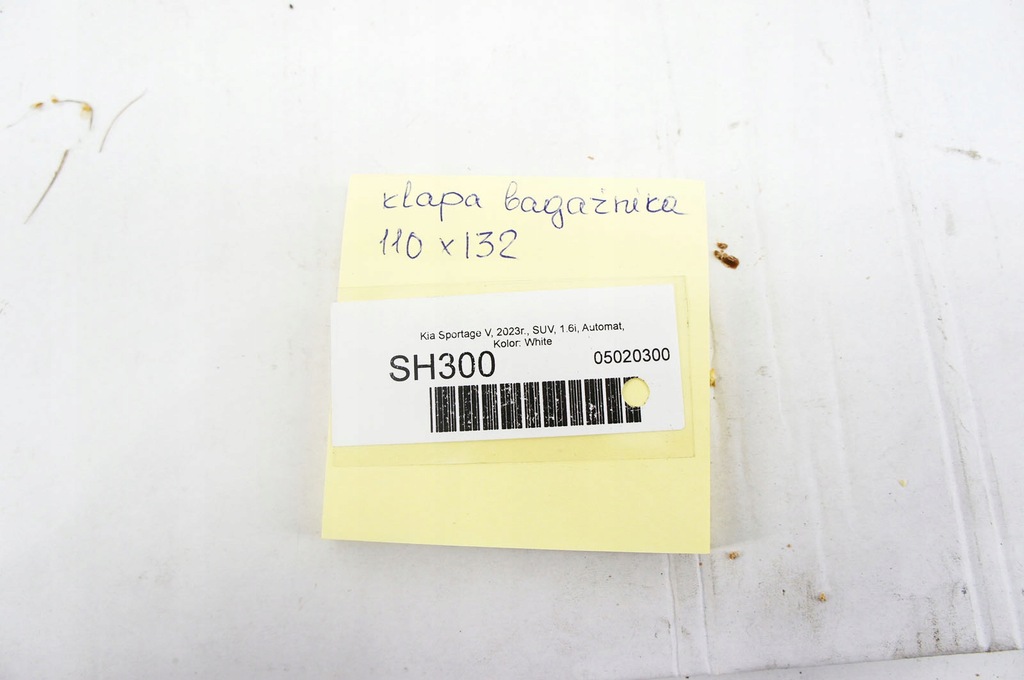 klapa bagażnika
110 x 132
Kia Sportage V, 2023r., SUV, 1.6i, Automat,
Kolor: White
SH300 05020300